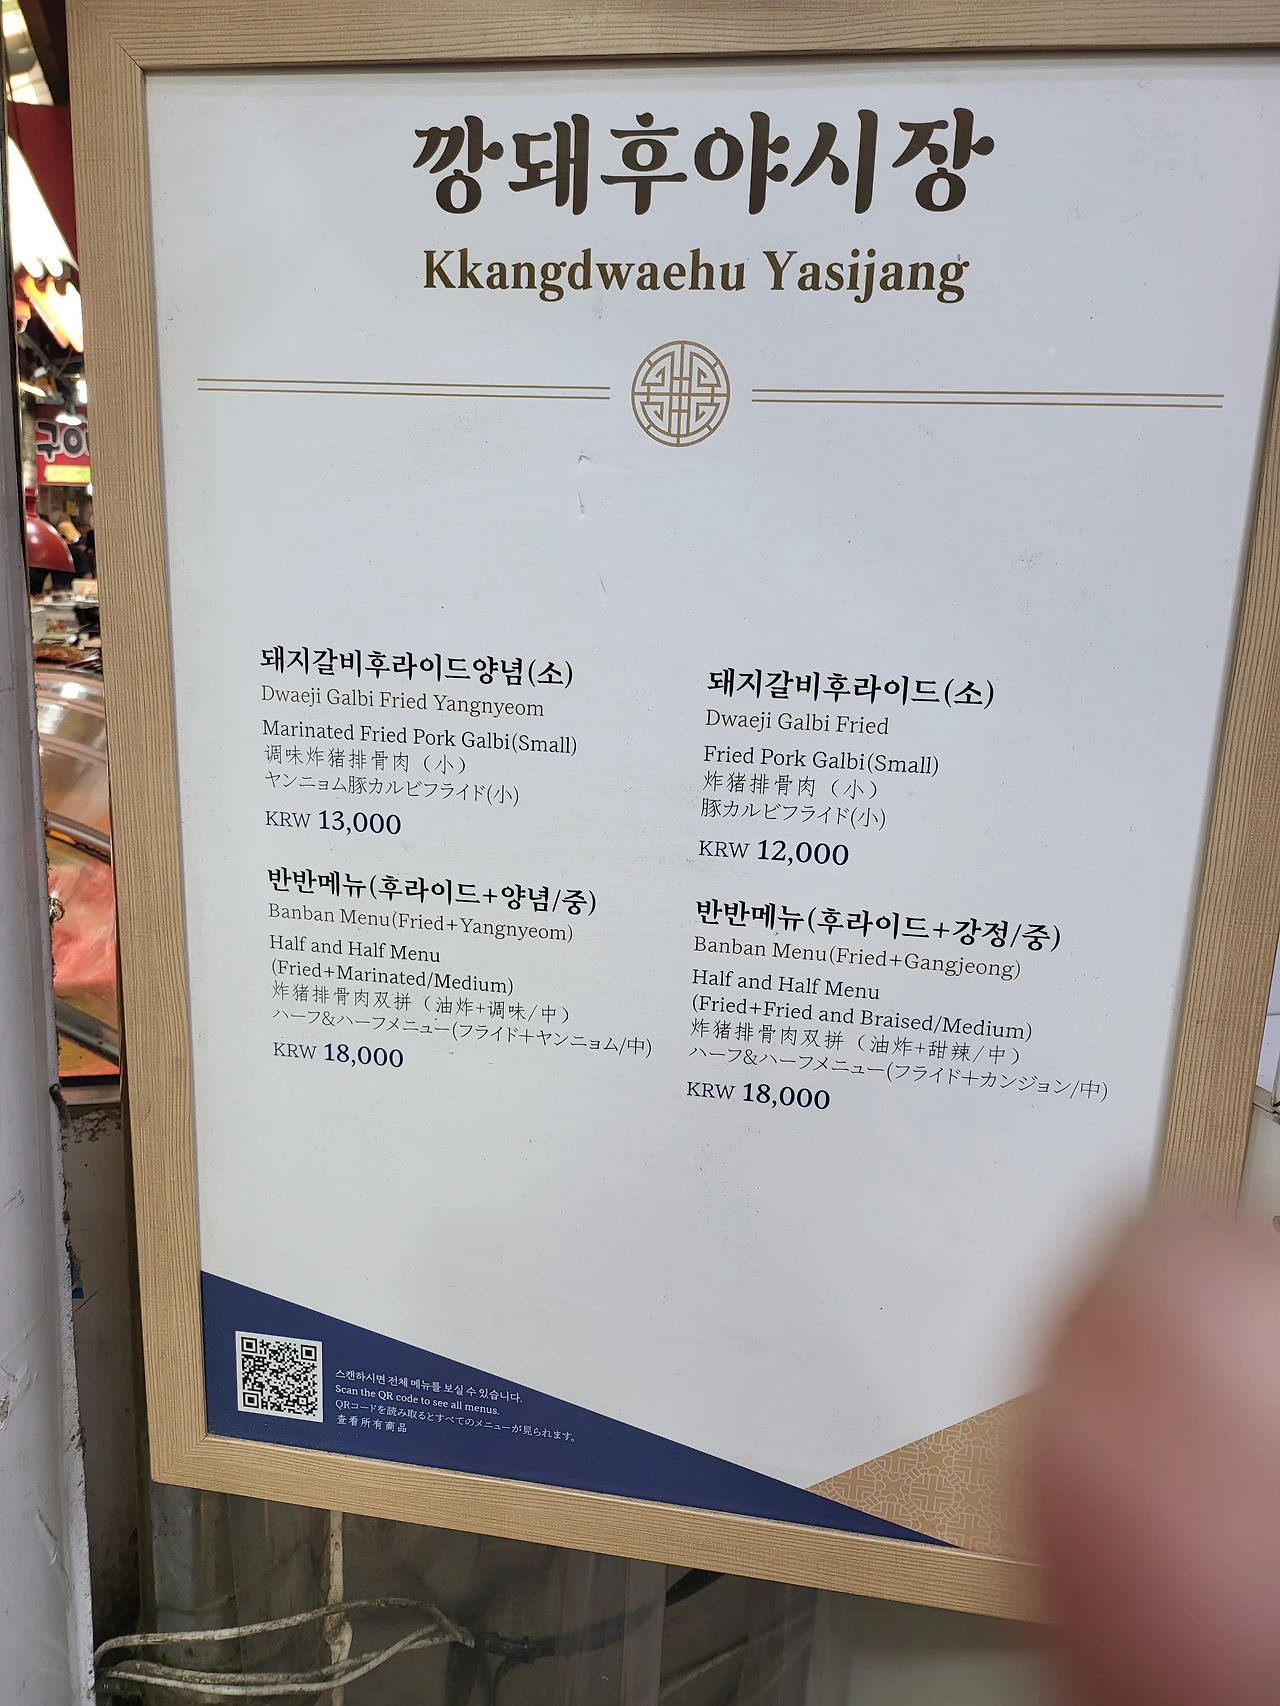 깡돼후야시장
Kkangdwaehu Yasijang
구이
돼지갈비후라이드양념(소)
Dwaeji Galbi Fried Yangnyeom
Marinated Fried Pork Galbi(Small)
调味炸猪排骨肉（小）
ヤンニョム豚カルビフライド(小)
KRW 13,000
돼지갈비후라이드(소)
Dwaeji Galbi Fried
Fried Pork Galbi(Small)
炸猪排骨肉（小）
豚カルビフライド(小)
KRW 12,000
반반메뉴(후라이드+양념/중)
Banban Menu(Fried+Yangnyeom)
Half and Half Menu
(Fried+Marinated/Medium)
炸猪排骨肉双拼（油炸+调味/中）
ハーフ&ハーフメニュー(フライド+ヤンニョム/中)
KRW 18,000
반반메뉴(후라이드+강정/중)
Banban Menu(Fried+Gangjeong)
Half and Half Menu
(Fried+Fried and Braised/Medium)
炸猪排骨肉双拼（油炸+甜辣/中）
ハーフ&ハーフメニュー(フライド+カンジョン/中)
KRW 18,000
스캔하시면 전체 메뉴를 보실 수 있습니다.
Scan the QR code to see all menus.
QRコードを読み取るとすべてのメニューが見られます。
查看所有商品